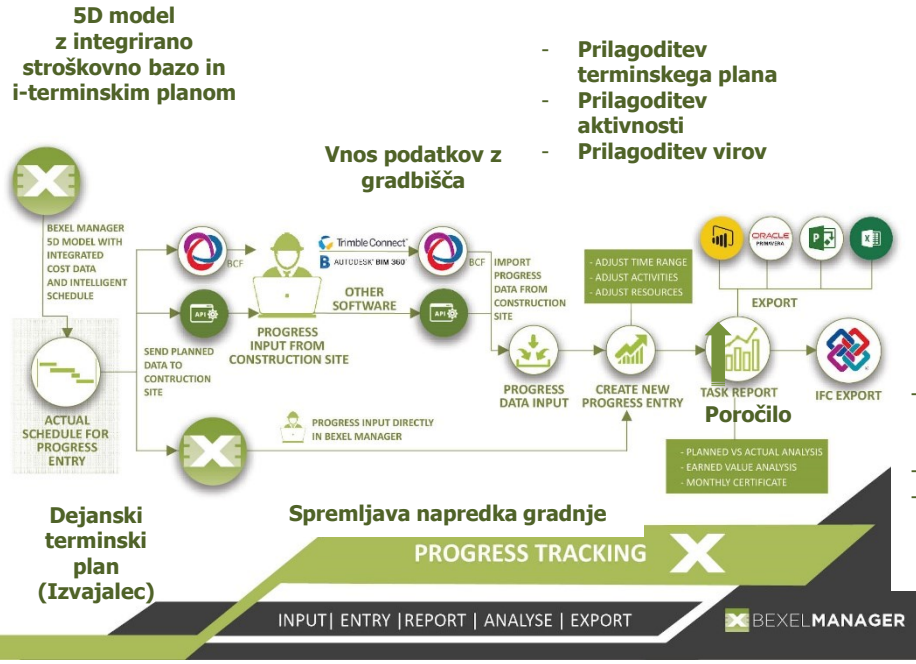 5D model
z integrirano
stroškovno bazo in
i-terminskim planom
- Prilagoditev
terminskega plana
- Prilagoditev
aktivnosti
- Prilagoditev virov
Vnos podatkov z
gradbišča
BEXEL MANAGER
5D MODEL WITH
INTEGRATED
COST DATA
AND INTELLIGENT
SCHEDULE
BCF
Trimble Connect
AUTODESK® BIM 360®
BCF
API
OTHER
SOFTWARE
API
PROGRESS
INPUT FROM
CONSTRUCTION SITE
IMPORT
PROGRESS
DATA FROM
CONSTRUCTION
SITE
- ADJUST TIME RANGE
- ADJUST ACTIVITIES
- ADJUST RESOURCES
ORACLE
PRIMAVERA
P
X
EXPORT
SEND PLANNED
DATA TO
CONTRUCTION
SITE
ACTUAL
SCHEDULE FOR
PROGRESS
ENTRY
PROGRESS
DATA INPUT
CREATE NEW
PROGRESS ENTRY
TASK REPORT
Poročilo
IFC EXPORT
PROGRESS INPUT DIRECTLY
IN BEXEL MANAGER
- PLANNED VS ACTUAL ANALYSIS
- EARNED VALUE ANALYSIS
- MONTHLY CERTIFICATE
-
-
-
Dejanski
terminski
plan
(Izvajalec)
Spremljava napredka gradnje
PROGRESS TRACKING
INPUT| ENTRY |REPORT | ANALYSE | EXPORT
BEXELMANAGER